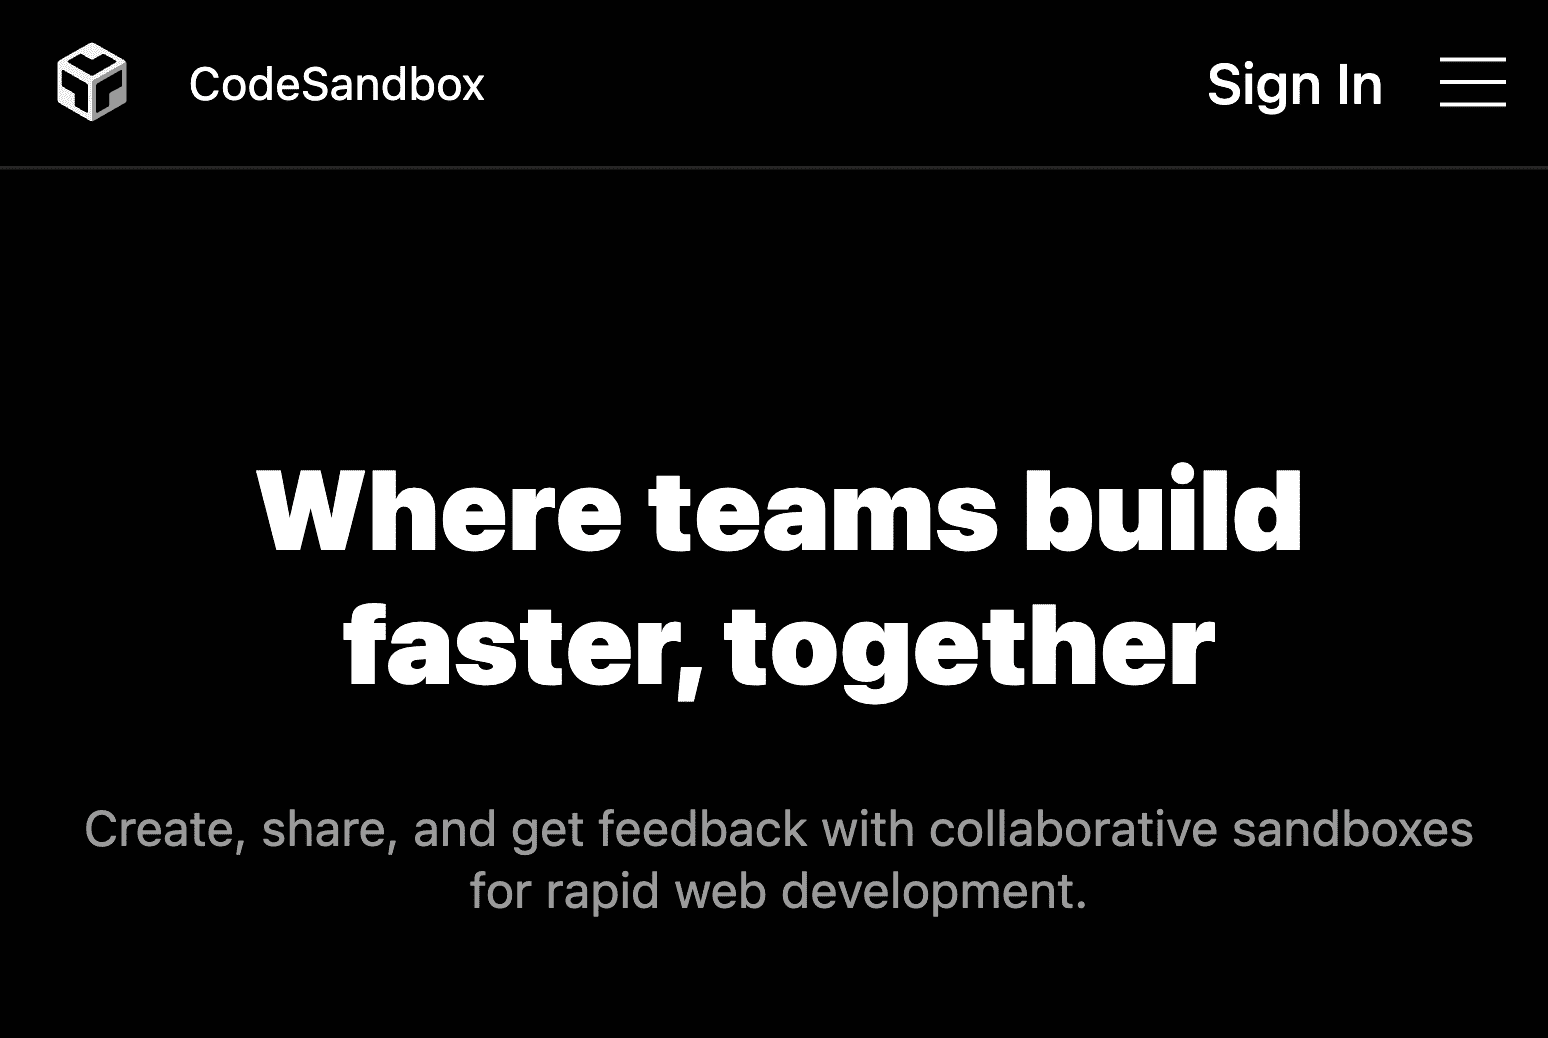 CodeSandbox
Sign In
Where teams build
faster, together
Create, share, and get feedback with collaborative sandboxes
for rapid web development.